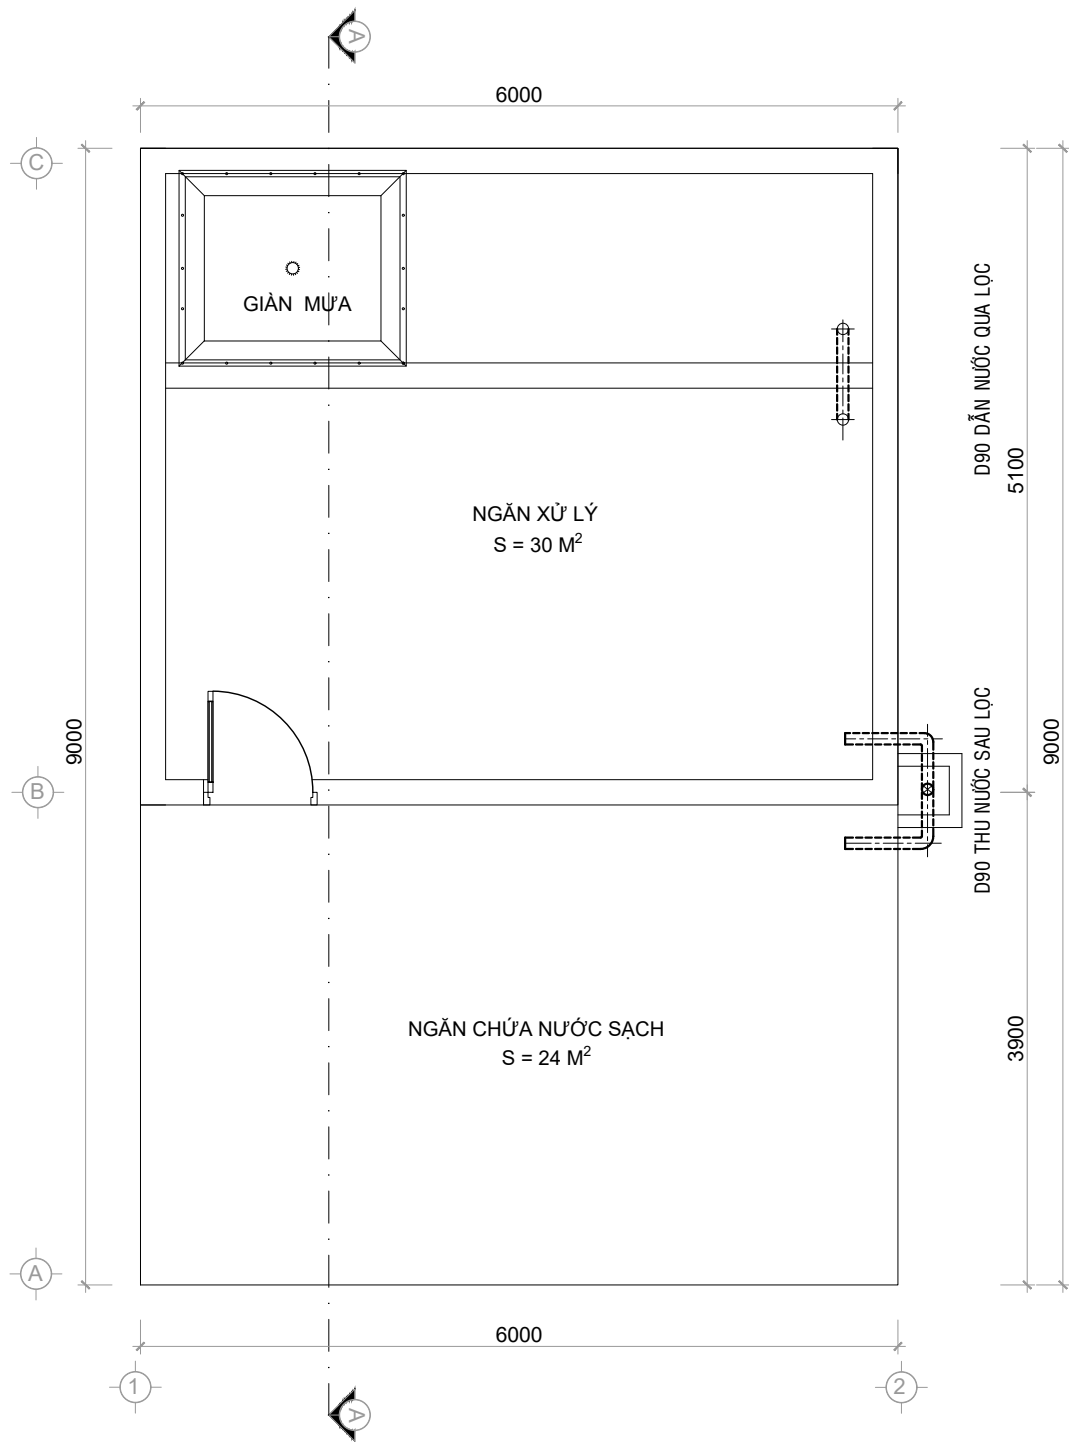 A
6000
C
GIÀN MƯA
D90 DẪN NƯỚC QUA LỌC
5100
NGĂN XỬ LÝ
S = 30 M²
9000
9000
B
D90 THU NƯỚC SAU LỌC
NGĂN CHỨA NƯỚC SẠCH
S = 24 M²
3900
A
6000
1
2
A